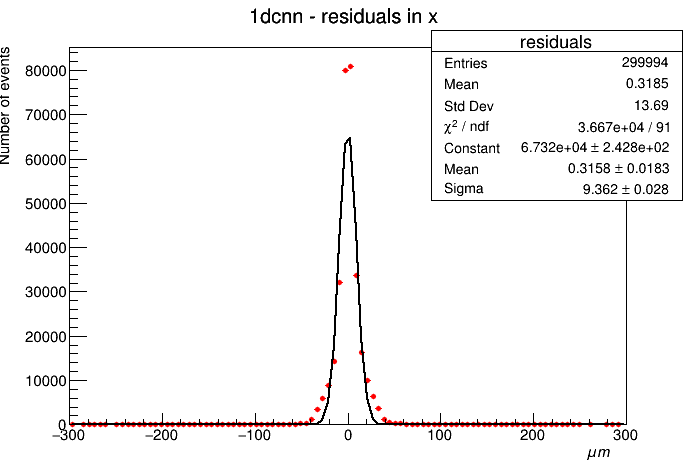 1dcnn - residuals in x
residuals
Entries 299994
Mean 0.3185
Std Dev 13.69
χ² / ndf 3.667e+04 / 91
Constant 6.732e+04 ± 2.428e+02
Mean 0.3158 ± 0.0183
Sigma 9.362 ± 0.028
Number of events
80000
70000
60000
50000
40000
30000
20000
10000
0
−300 −200 −100 0 100 200 300
μm